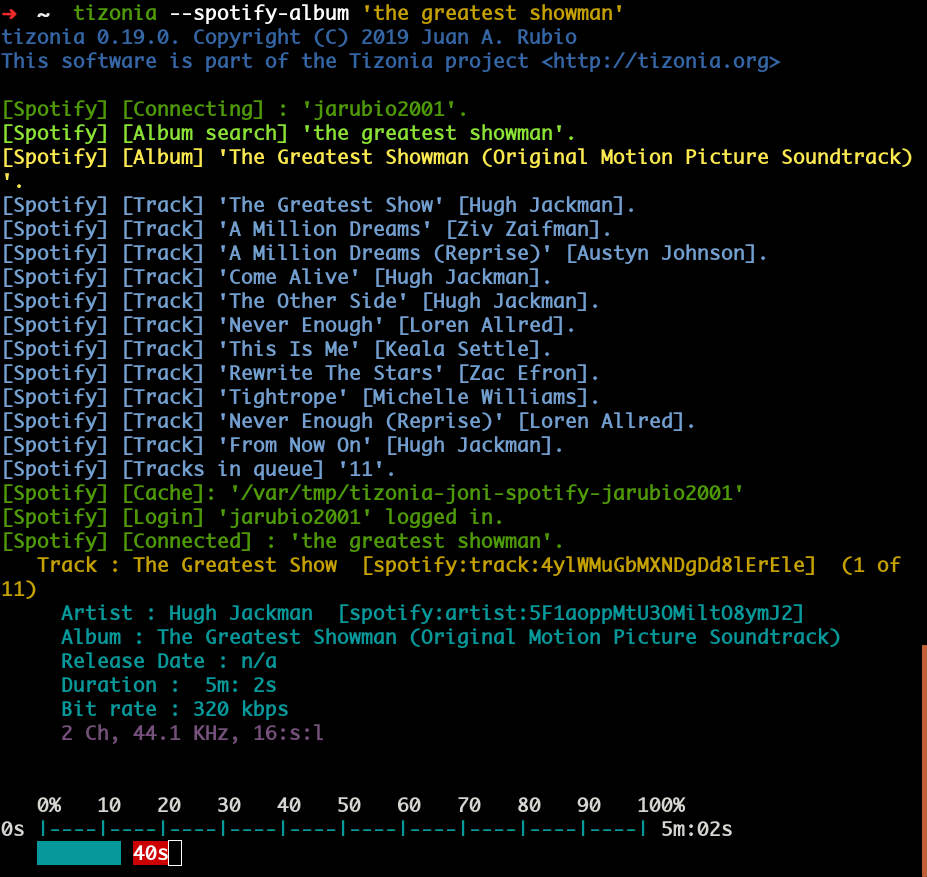 ➜  ~  tizonia --spotify-album 'the greatest showman'
tizonia 0.19.0. Copyright (C) 2019 Juan A. Rubio
This software is part of the Tizonia project <http://tizonia.org>
[Spotify] [Connecting] : 'jarubio2001'.
[Spotify] [Album search] 'the greatest showman'.
[Spotify] [Album] 'The Greatest Showman (Original Motion Picture Soundtrack)
'.
[Spotify] [Track] 'The Greatest Show' [Hugh Jackman].
[Spotify] [Track] 'A Million Dreams' [Ziv Zaifman].
[Spotify] [Track] 'A Million Dreams (Reprise)' [Austyn Johnson].
[Spotify] [Track] 'Come Alive' [Hugh Jackman].
[Spotify] [Track] 'The Other Side' [Hugh Jackman].
[Spotify] [Track] 'Never Enough' [Loren Allred].
[Spotify] [Track] 'This Is Me' [Keala Settle].
[Spotify] [Track] 'Rewrite The Stars' [Zac Efron].
[Spotify] [Track] 'Tightrope' [Michelle Williams].
[Spotify] [Track] 'Never Enough (Reprise)' [Loren Allred].
[Spotify] [Track] 'From Now On' [Hugh Jackman].
[Spotify] [Tracks in queue] '11'.
[Spotify] [Cache]: '/var/tmp/tizonia-joni-spotify-jarubio2001'
[Spotify] [Login] 'jarubio2001' logged in.
[Spotify] [Connected] : 'the greatest showman'.
   Track : The Greatest Show  [spotify:track:4ylWMuGbMXNDgDd8lErEle]  (1 of
11)
     Artist : Hugh Jackman  [spotify:artist:5F1aoppMtU3OMiltO8ymJ2]
     Album : The Greatest Showman (Original Motion Picture Soundtrack)
     Release Date : n/a
     Duration :  5m: 2s
     Bit rate : 320 kbps
     2 Ch, 44.1 KHz, 16:s:l
   0%   10   20   30   40   50   60   70   80   90   100%
0s |----|----|----|----|----|----|----|----|----|----| 5m:02s
40s